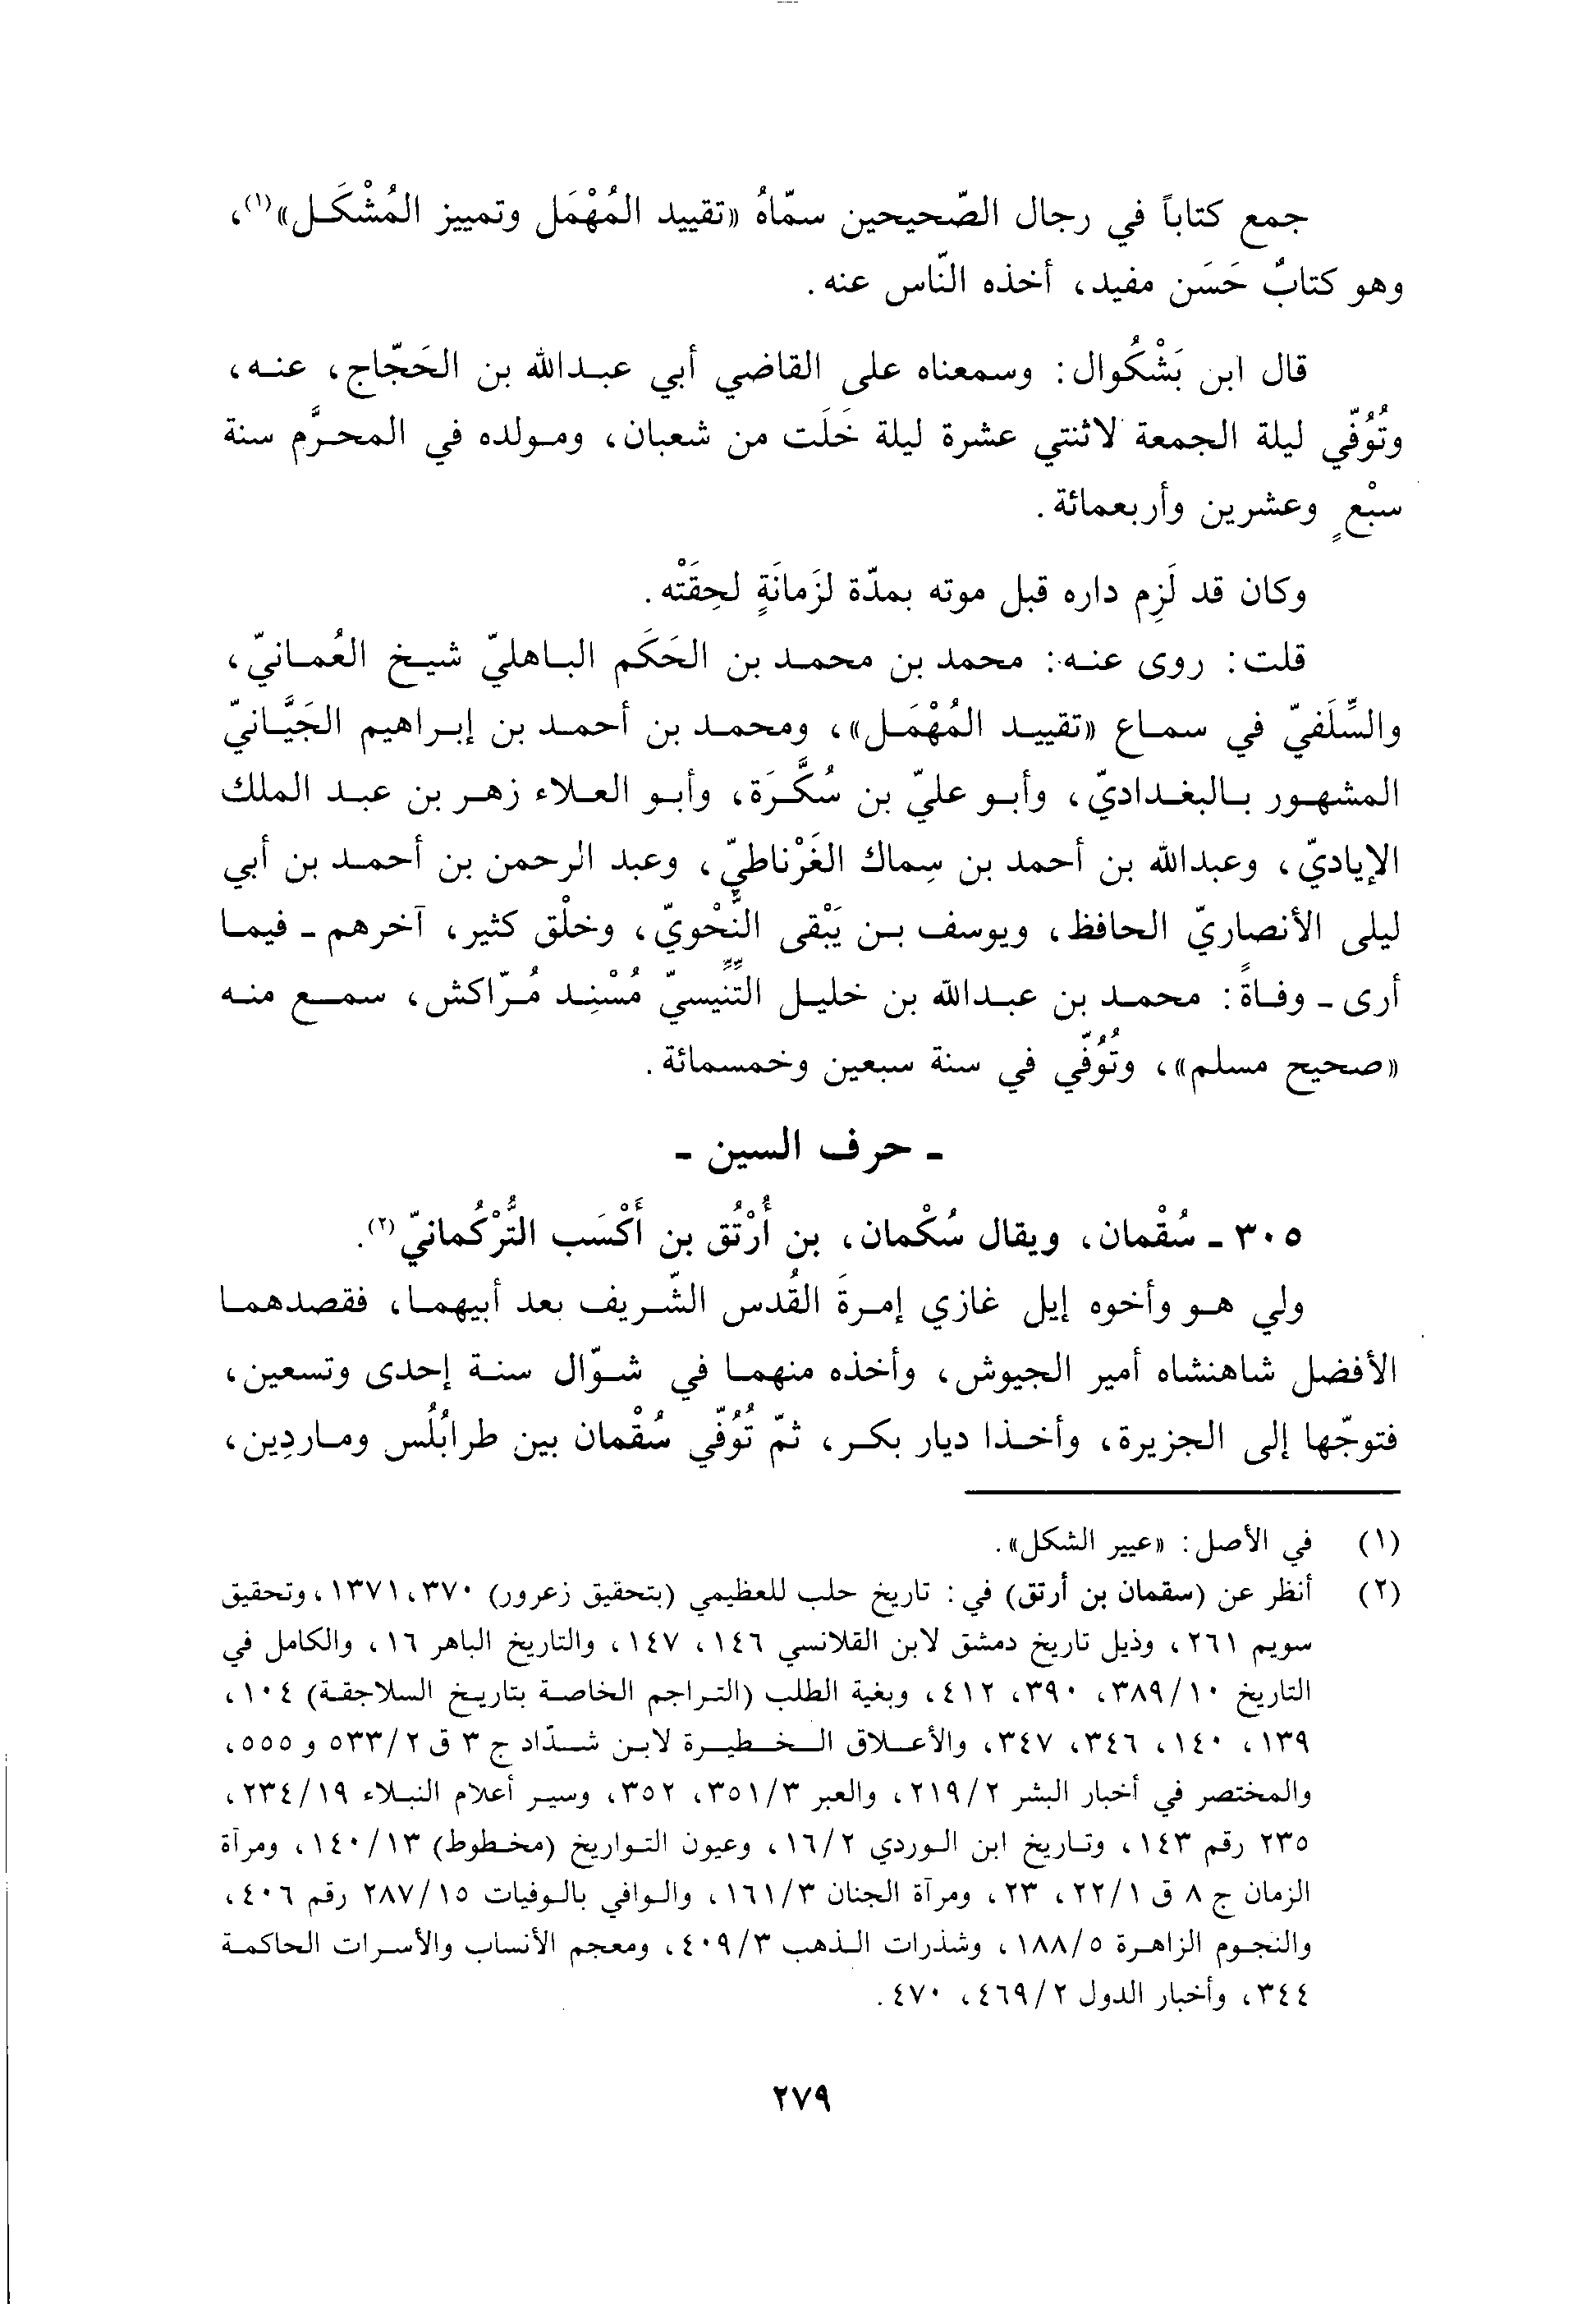 جمع كتاباً في رجال الصّحيحين سمّاهُ «تقييد المُهْمَل وتمييز المُشْكَل»(١)،
وهو كتابٌ حَسَن مفيد، أخذه النّاس عنه.
قال ابن بَشْكُوال: وسمعناه على القاضي أبي عبدالله بن الحَجّاج، عنه،
وتُوُفّي ليلة الجمعة لاثنتي عشرة ليلة خَلَت من شعبان، ومولده في المحرَّم سنة
سبْعٍ وعشرين وأربعمائة.
وكان قد لَزِم داره قبل موته بمدّة لزَمانَةٍ لحِقَتْه.
قلت: روى عنه: محمد بن محمد بن الحَكَم الباهليّ شيخ العُمانيّ،
والسِّلَفيّ في سماع «تقييد المُهْمَل»، ومحمد بن أحمد بن إبراهيم الجَيَّانيّ
المشهور بالبغداديّ، وأبو عليّ بن سُكَّرَة، وأبو العلاء زهر بن عبد الملك
الإياديّ، وعبدالله بن أحمد بن سِماك الغَرْناطيّ، وعبد الرحمن بن أحمد بن أبي
ليلى الأنصاريّ الحافظ، ويوسف بن يَبْقى النَّحْويّ، وخلْق كثير، آخرهم - فيما
أرى - وفاةً: محمد بن عبدالله بن خليل التِّنِّيسيّ مُسْنِد مُرّاكش، سمع منه
«صحيح مسلم»، وتُوُفّي في سنة سبعين وخمسمائة.
- حرف السين -
٣٠٥ - سُقْمان، ويقال سُكْمان، بن أُرْتُق بن أَكْسَب التُّرْكُمانيّ(٢).
ولي هو وأخوه إيل غازي إمرةَ القُدس الشّريف بعد أبيهما، فقصدهما
الأفضل شاهنشاه أمير الجيوش، وأخذه منهما في شوّال سنة إحدى وتسعين،
فتوجّها إلى الجزيرة، وأخذا ديار بكر، ثمّ تُوُفّي سُقْمان بين طرابُلُس وماردِين،
(١) في الأصل: «عيير الشكل».
(٢) أنظر عن (سقمان بن أرتق) في: تاريخ حلب للعظيمي (بتحقيق زعرور) ٣٧٠، ١٣٧١، وتحقيق
سويم ٢٦١، وذيل تاريخ دمشق لابن القلانسي ١٤٦، ١٤٧، والتاريخ الباهر ١٦، والكامل في
التاريخ ٣٨٩/١٠، ٣٩٠، ٤١٢، وبغية الطلب (التراجم الخاصة بتاريخ السلاجقة) ١٠٤،
١٣٩، ١٤٠، ٣٤٦، ٣٤٧، والأعلاق الخطيرة لابن شدّاد ج ٣ ق ٥٣٣/٢ و ٥٥٥،
والمختصر في أخبار البشر ٢١٩/٢، والعبر ٣٥١/٣، ٣٥٢، وسير أعلام النبلاء ٢٣٤/١٩،
٢٣٥ رقم ١٤٣، وتاريخ ابن الوردي ١٦/٢، وعيون التواريخ (مخطوط) ١٤٠/١٣، ومرآة
الزمان ج ٨ ق ٢٢/١، ٢٣، ومرآة الجنان ١٦١/٣، والوافي بالوفيات ٢٨٧/١٥ رقم ٤٠٦،
والنجوم الزاهرة ١٨٨/٥، وشذرات الذهب ٤٠٩/٣، ومعجم الأنساب والأسرات الحاكمة
٣٤٤، وأخبار الدول ٤٦٩/٢، ٤٧٠.
٢٧٩